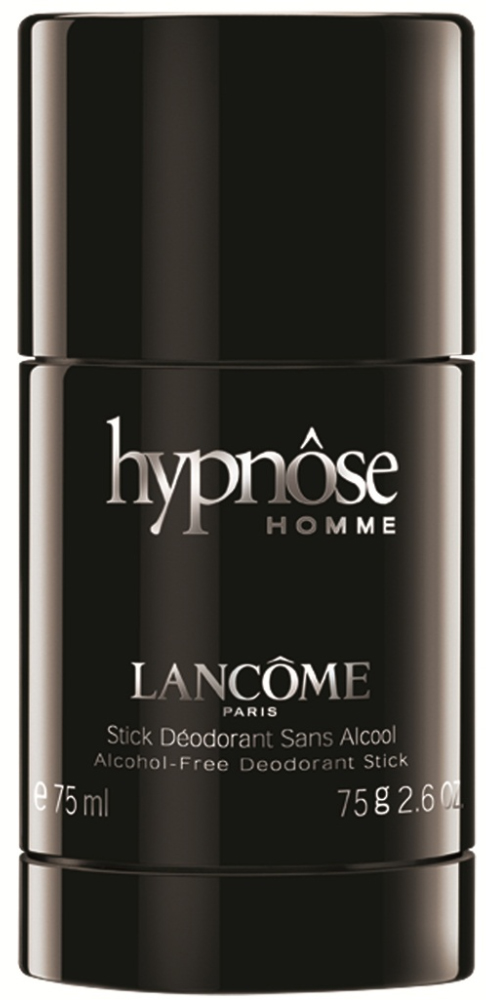 hypnôse
HOMME
LANCÔME
PARIS
Stick Déodorant Sans Alcool
Alcohol-Free Deodorant Stick
℮ 75 ml 75 g 2.6 OZ.